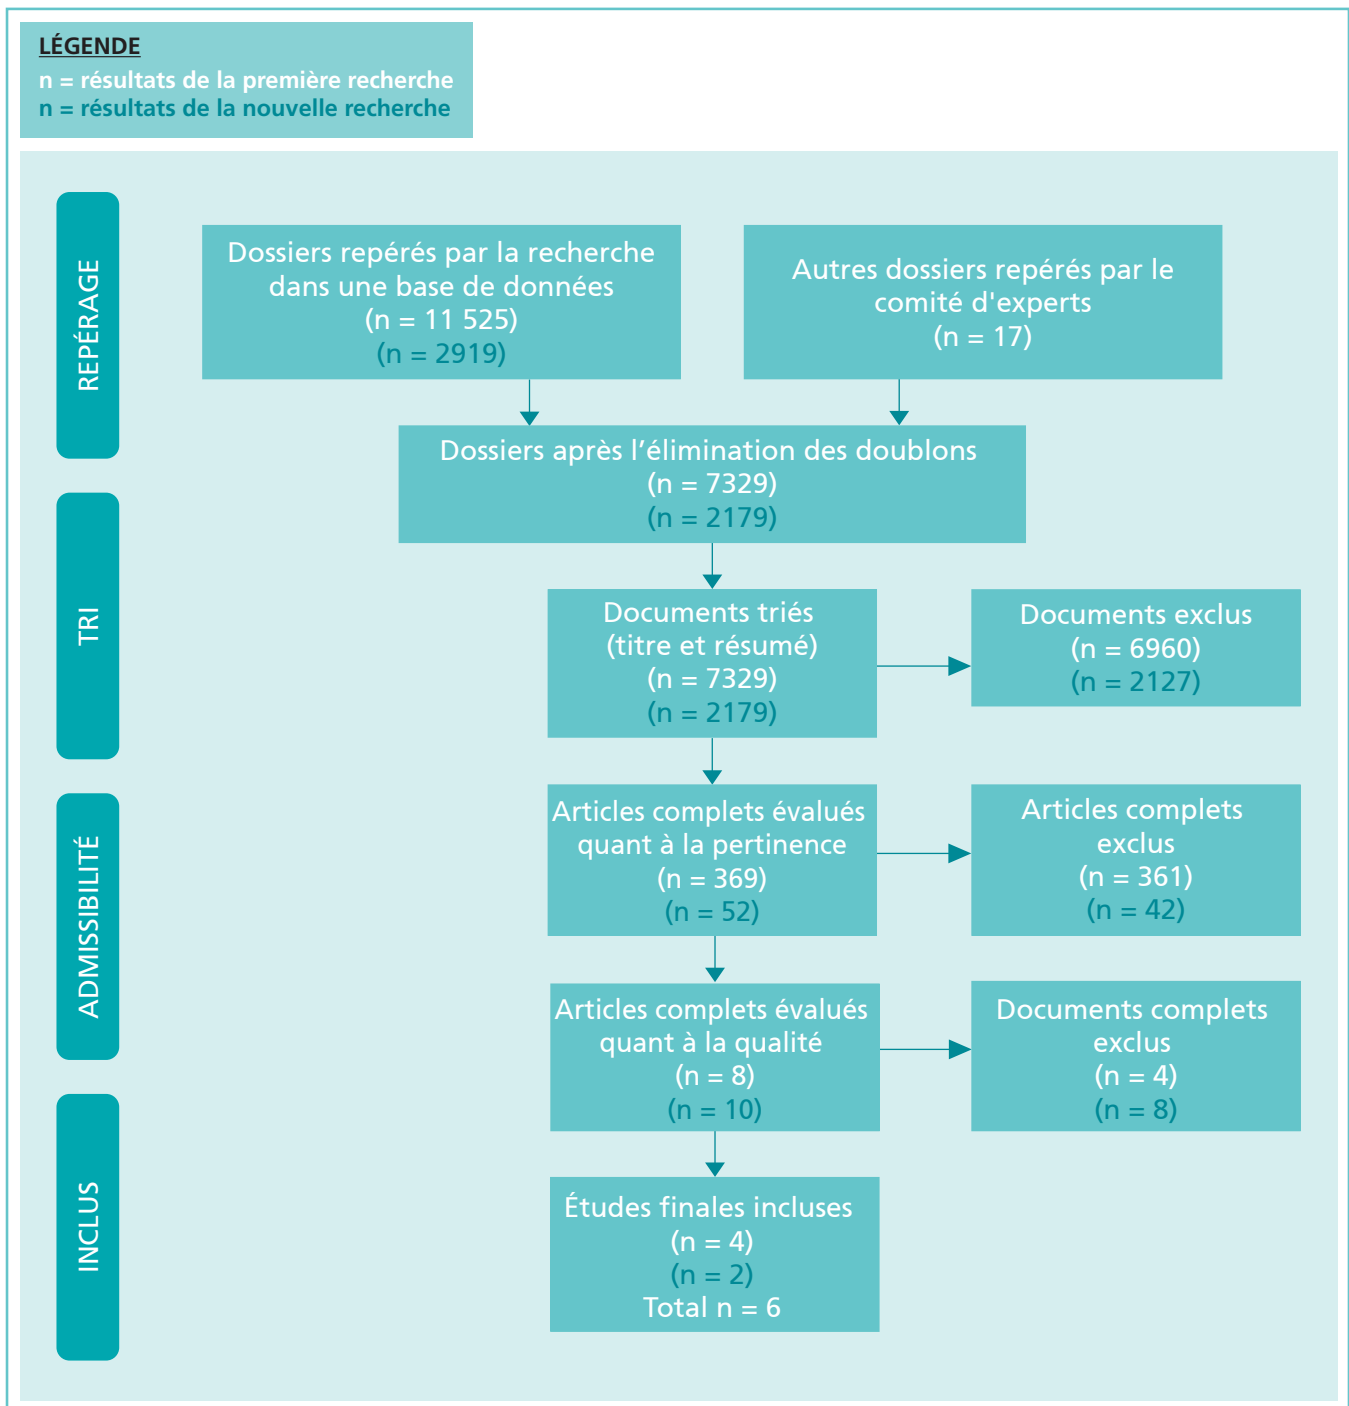 LÉGENDE
n = résultats de la première recherche
n = résultats de la nouvelle recherche
REPÉRAGE
Dossiers repérés par la recherche
dans une base de données
(n = 11 525)
(n = 2919)
Autres dossiers repérés par le
comité d'experts
(n = 17)
Dossiers après l’élimination des doublons
(n = 7329)
(n = 2179)
TRI
Documents triés
(titre et résumé)
(n = 7329)
(n = 2179)
Documents exclus
(n = 6960)
(n = 2127)
ADMISSIBILITÉ
Articles complets évalués
quant à la pertinence
(n = 369)
(n = 52)
Articles complets
exclus
(n = 361)
(n = 42)
Articles complets évalués
quant à la qualité
(n = 8)
(n = 10)
Documents complets
exclus
(n = 4)
(n = 8)
INCLUS
Études finales incluses
(n = 4)
(n = 2)
Total n = 6